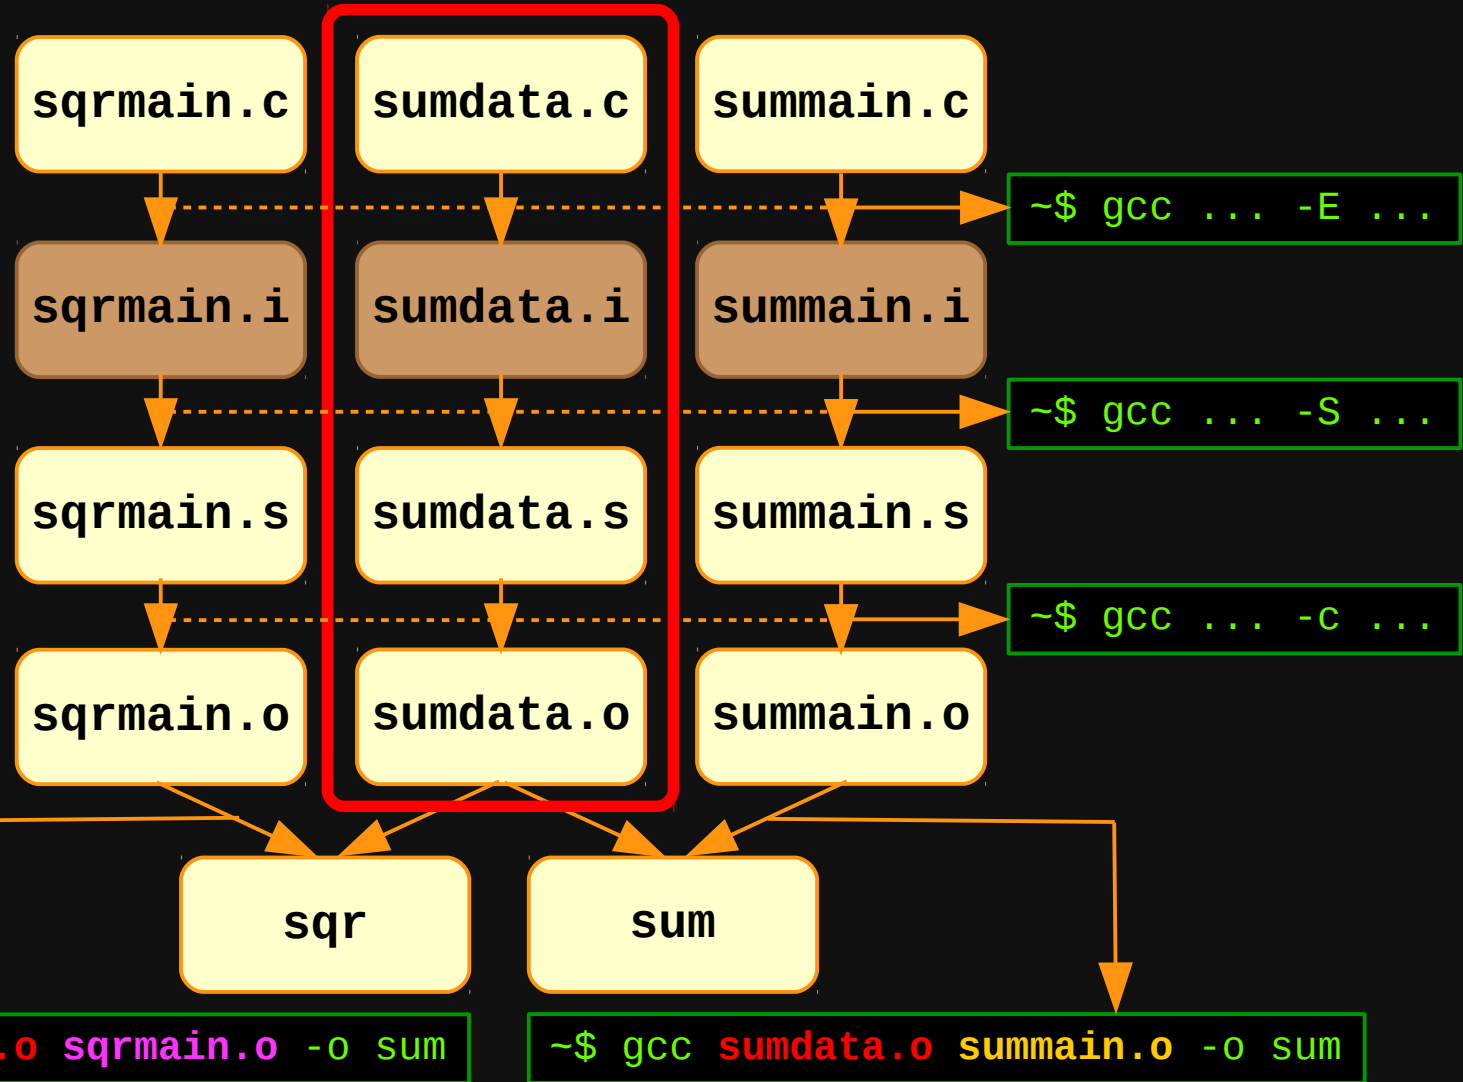 sqrmain.c sumdata.c summain.c
~$ gcc ... -E ...
sqrmain.i sumdata.i summain.i
~$ gcc ... -S ...
sqrmain.s sumdata.s summain.s
~$ gcc ... -c ...
sqrmain.o sumdata.o summain.o
sqr sum
.o sqrmain.o -o sum
~$ gcc sumdata.o summain.o -o sum